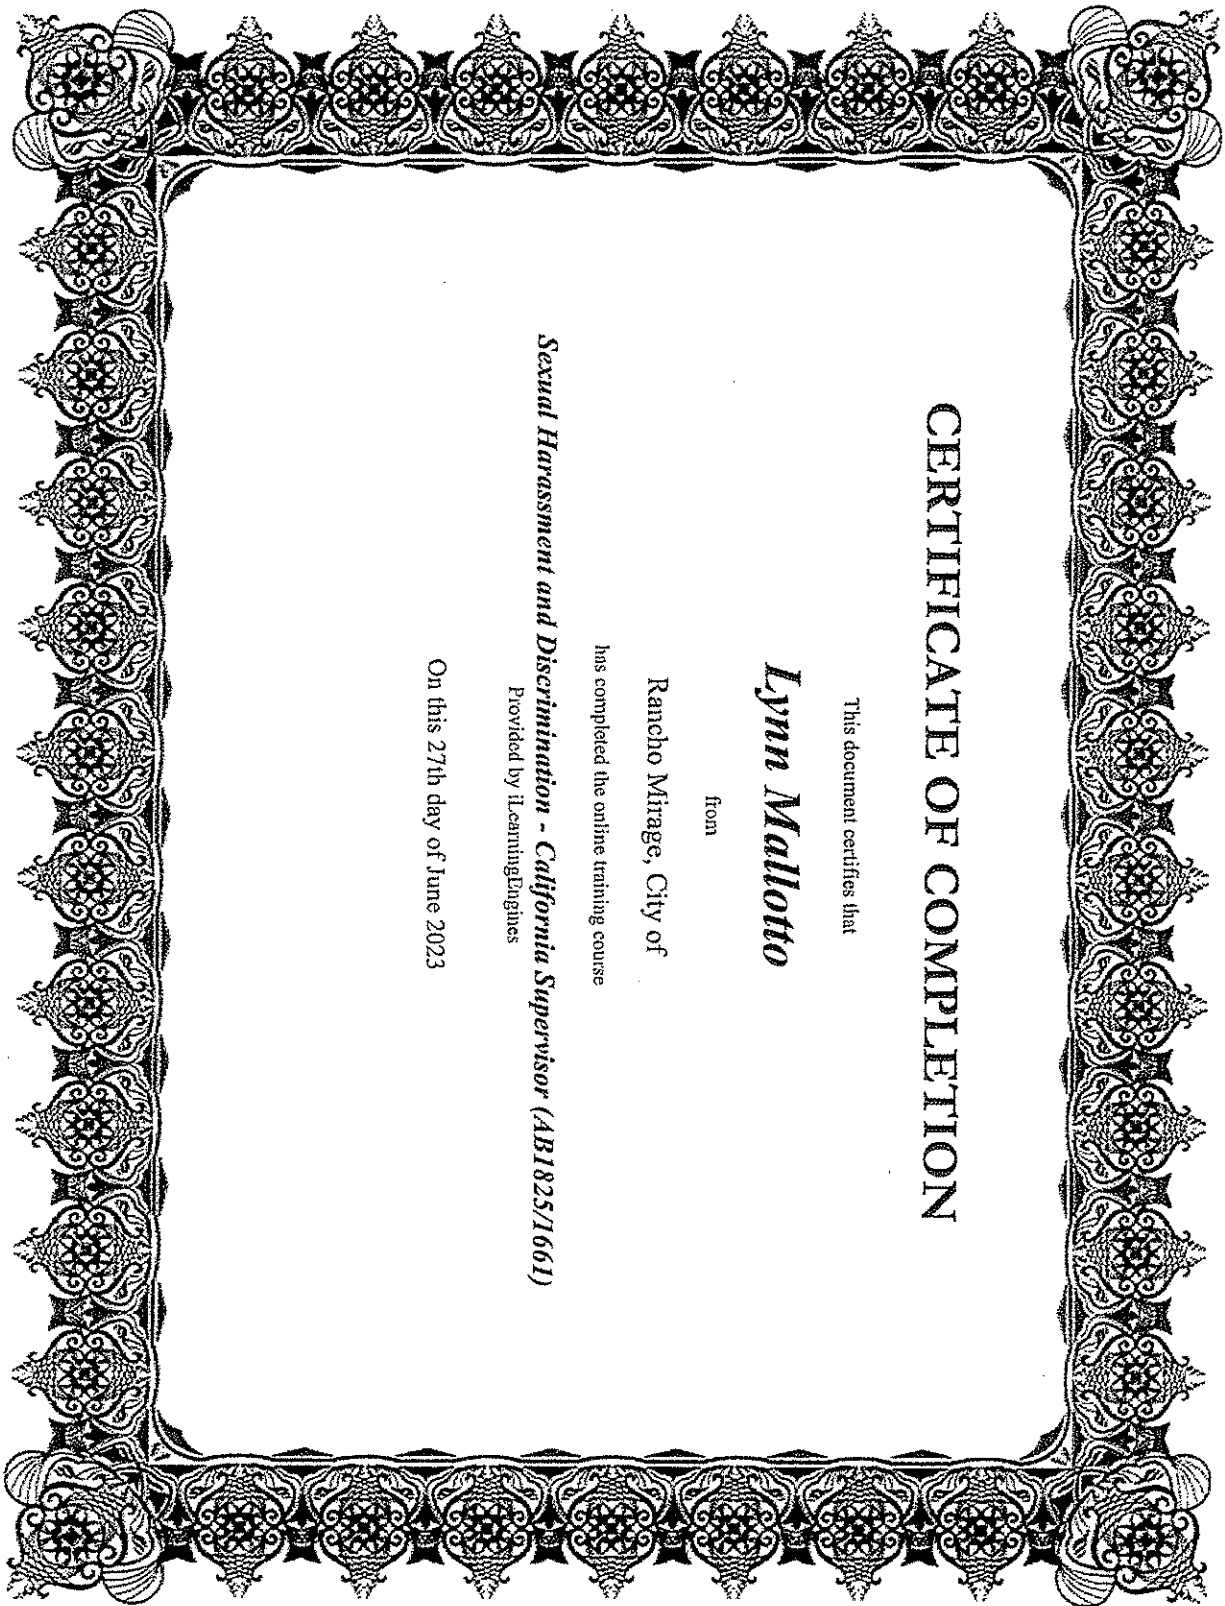 CERTIFICATE OF COMPLETION
This document certifies that
Lynn Mallotto
from
Rancho Mirage, City of
has completed the online training course
Sexual Harassment and Discrimination - California Supervisor (AB1825/1661)
Provided by iLearningEngines
On this 27th day of June 2023